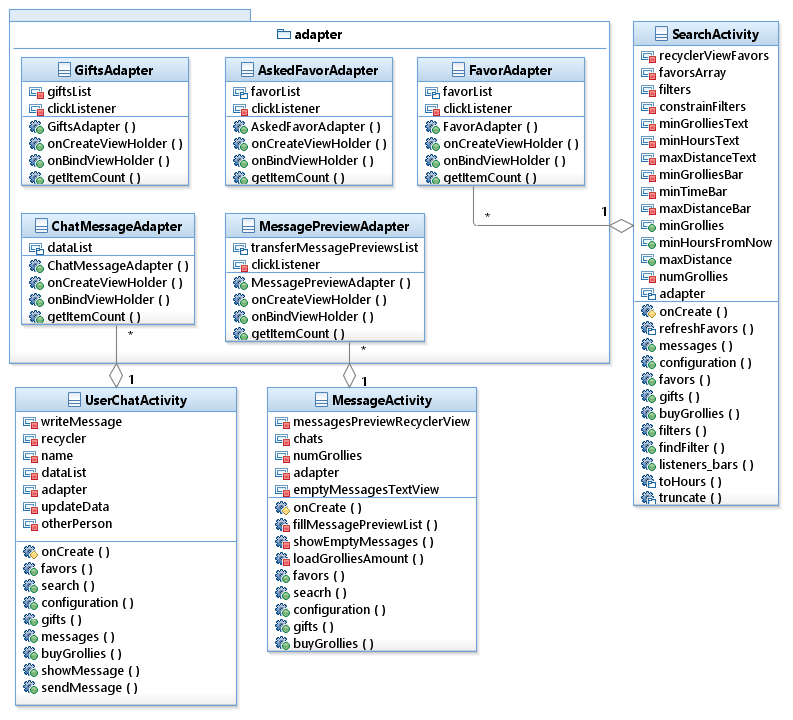 adapter
GiftsAdapter
giftsList
clickListener
GiftsAdapter ( )
onCreateViewHolder ( )
onBindViewHolder ( )
getItemCount ( )
AskedFavorAdapter
favorList
clickListener
AskedFavorAdapter ( )
onCreateViewHolder ( )
onBindViewHolder ( )
getItemCount ( )
FavorAdapter
favorList
clickListener
FavorAdapter ( )
onCreateViewHolder ( )
onBindViewHolder ( )
getItemCount ( )
*
1
ChatMessageAdapter
dataList
ChatMessageAdapter ( )
onCreateViewHolder ( )
onBindViewHolder ( )
getItemCount ( )
*
1
MessagePreviewAdapter
transferMessagePreviewsList
clickListener
MessagePreviewAdapter ( )
onCreateViewHolder ( )
onBindViewHolder ( )
getItemCount ( )
*
1
SearchActivity
recyclerViewFavors
favorsArray
filters
constrainFilters
minGrolliesText
minHoursText
maxDistanceText
minGrolliesBar
minTimeBar
maxDistanceBar
minGrollies
minHoursFromNow
maxDistance
numGrollies
adapter
onCreate ( )
refreshFavors ( )
messages ( )
configuration ( )
favors ( )
gifts ( )
buyGrollies ( )
filters ( )
findFilter ( )
listeners_bars ( )
toHours ( )
truncate ( )
UserChatActivity
writeMessage
recycler
name
dataList
adapter
updateData
otherPerson
onCreate ( )
favors ( )
search ( )
configuration ( )
gifts ( )
messages ( )
buyGrollies ( )
showMessage ( )
sendMessage ( )
MessageActivity
messagesPreviewRecyclerView
chats
numGrollies
adapter
emptyMessagesTextView
onCreate ( )
fillMessagePreviewList ( )
showEmptyMessages ( )
loadGrolliesAmount ( )
favors ( )
seacrh ( )
configuration ( )
gifts ( )
buyGrollies ( )